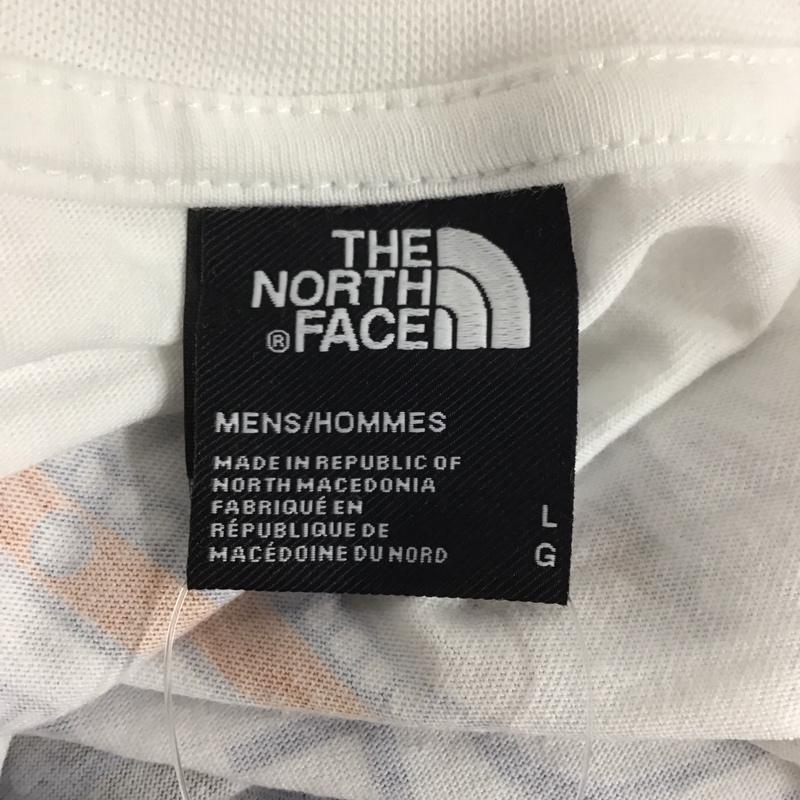 THE
NORTH
® FACE
MENS/HOMMES
MADE IN REPUBLIC OF
NORTH MACEDONIA
FABRIQUÉ EN
RÉPUBLIQUE DE
MACÉDOINE DU NORD
L
G